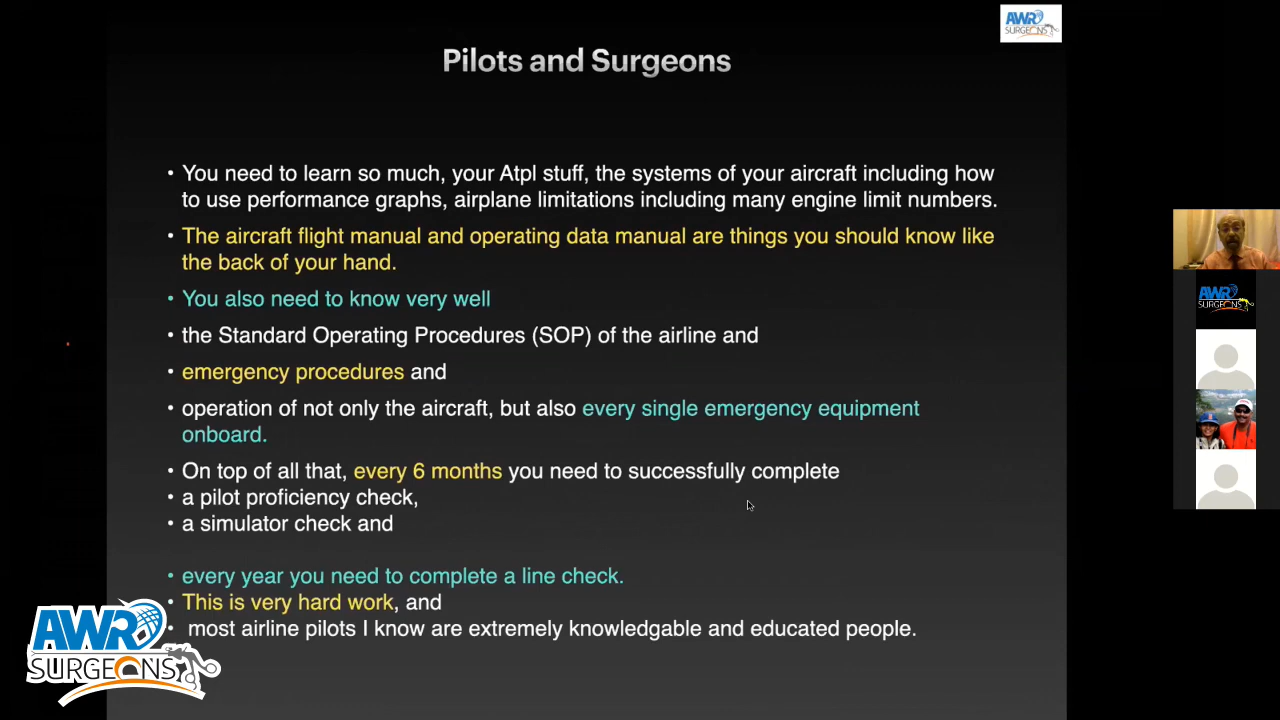 AWR
SURGEONS
Pilots and Surgeons
• You need to learn so much, your Atpl stuff, the systems of your aircraft including how
to use performance graphs, airplane limitations including many engine limit numbers.
• The aircraft flight manual and operating data manual are things you should know like
the back of your hand.
• You also need to know very well
• the Standard Operating Procedures (SOP) of the airline and
• emergency procedures and
• operation of not only the aircraft, but also every single emergency equipment
onboard.
• On top of all that, every 6 months you need to successfully complete
• a pilot proficiency check,
• a simulator check and
• every year you need to complete a line check.
• This is very hard work, and
• most airline pilots I know are extremely knowledgable and educated people.
AWR
SURGEONS
AWR
SURGEONS